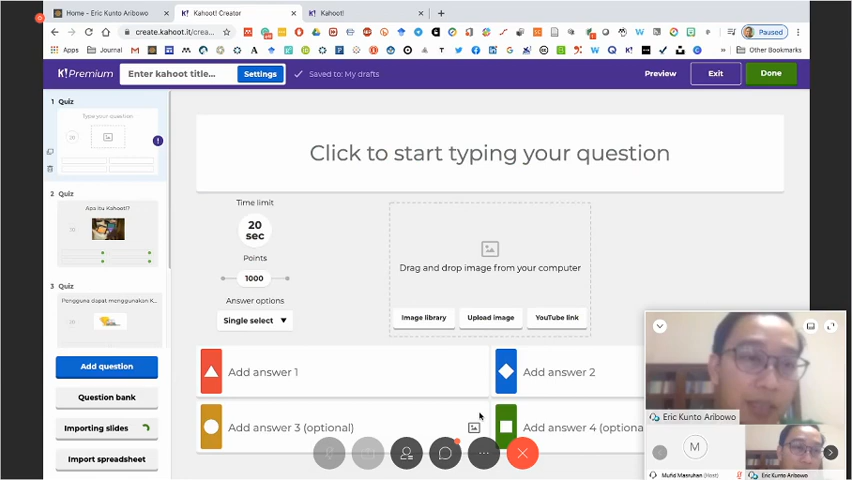 Home - Eric Kunto Aribowo
Kahoot! Creator
Kahoot!
create.kahoot.it/crea...
Paused
Apps
Journal
M
Other Bookmarks
K! Premium
Enter kahoot title...
Settings
Saved to: My drafts
Preview
Exit
Done
1 Quiz
Type your question
20
2 Quiz
Apa itu Kahoot!?
3 Quiz
Pengguna dapat menggunakan K...
Add question
Question bank
Importing slides
Import spreadsheet
Click to start typing your question
Time limit
20
sec
Points
1000
Answer options
Single select
Drag and drop image from your computer
Image library
Upload image
YouTube link
Add answer 1
Add answer 2
Add answer 3 (optional)
Add answer 4 (optiona
Eric Kunto Aribowo
M
Mufid Masruhan (Host)
Eric Kunto Aribowo